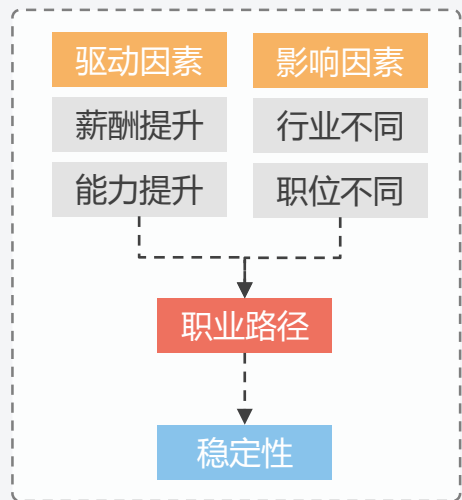 驱动因素
影响因素
薪酬提升
行业不同
能力提升
职位不同
职业路径
稳定性